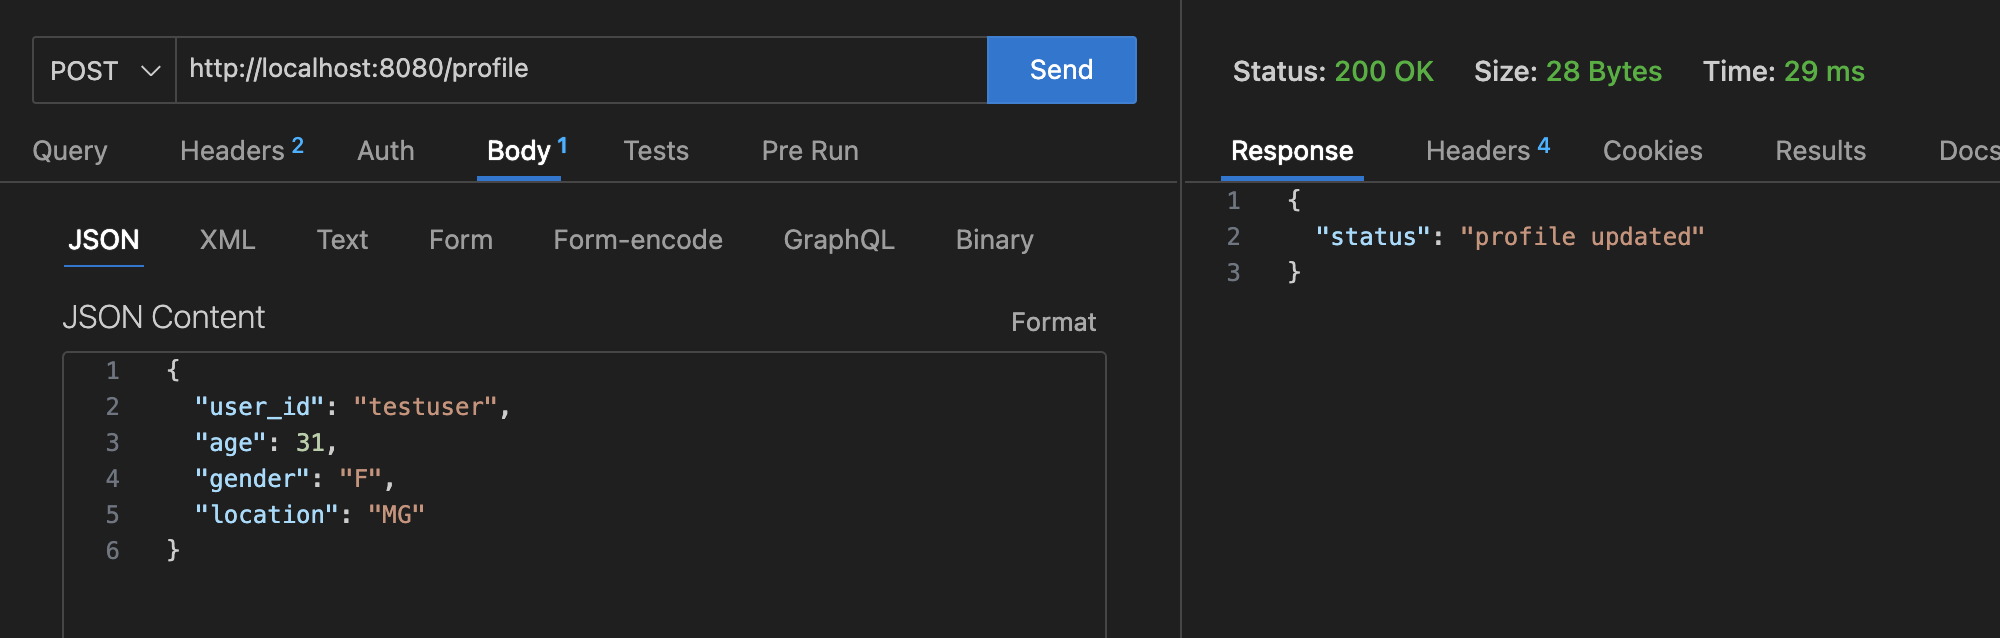 POST http://localhost:8080/profile Send
Query Headers 2 Auth Body 1 Tests Pre Run
JSON XML Text Form Form-encode GraphQL Binary
JSON Content Format
1 {
2 "user_id": "testuser",
3 "age": 31,
4 "gender": "F",
5 "location": "MG"
6 }
Status: 200 OK Size: 28 Bytes Time: 29 ms
Response Headers 4 Cookies Results Docs
1 {
2 "status": "profile updated"
3 }